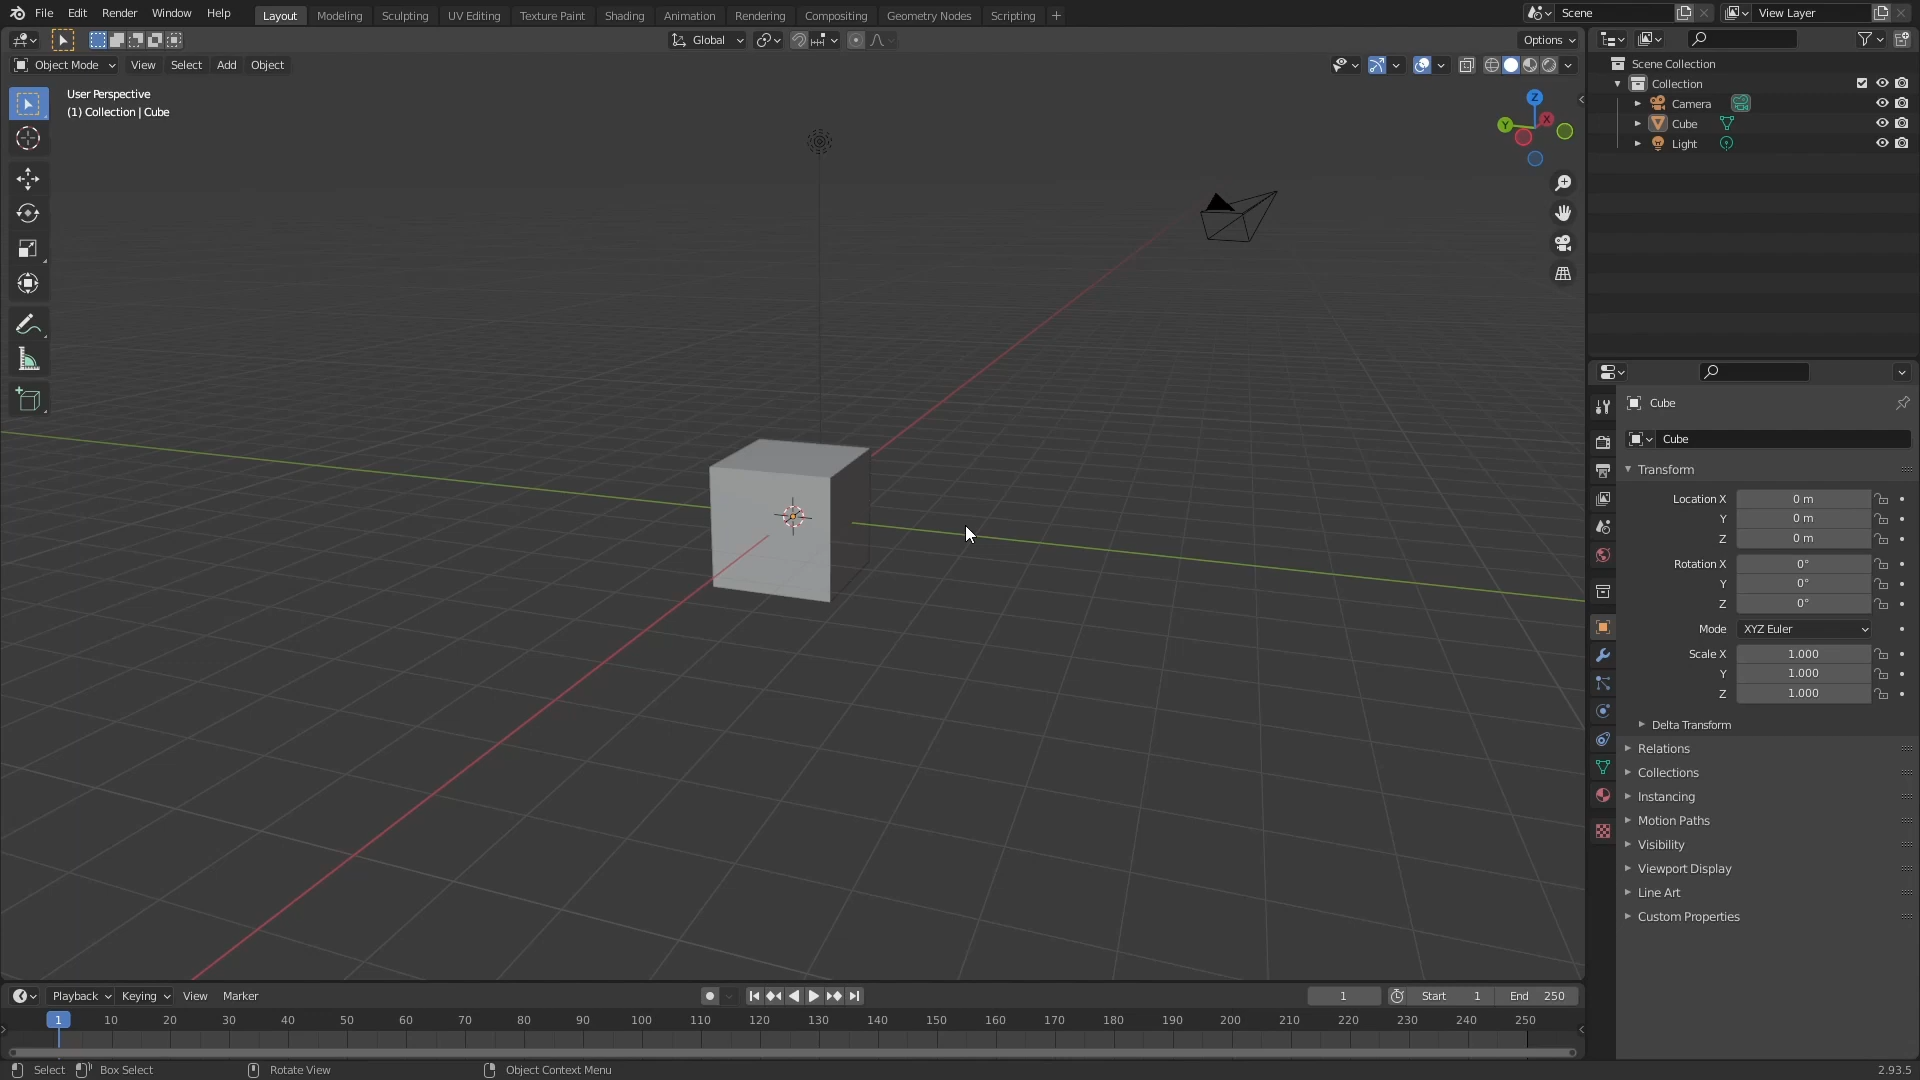 File Edit Render Window Help Layout Modeling Sculpting UV Editing Texture Paint Shading Animation Rendering Compositing Geometry Nodes Scripting + Scene View Layer
Global Options
Object Mode View Select Add Object
User Perspective
(1) Collection | Cube
Z
Y X
Scene Collection
Collection
Camera
Cube
Light
Cube
Cube
Transform
Location X 0 m
Y 0 m
Z 0 m
Rotation X 0°
Y 0°
Z 0°
Mode XYZ Euler
Scale X 1.000
Y 1.000
Z 1.000
Delta Transform
Relations
Collections
Instancing
Motion Paths
Visibility
Viewport Display
Line Art
Custom Properties
Playback Keying View Marker 1 Start 1 End 250
1 10 20 30 40 50 60 70 80 90 100 110 120 130 140 150 160 170 180 190 200 210 220 230 240 250
Select Box Select Rotate View Object Context Menu 2.93.5